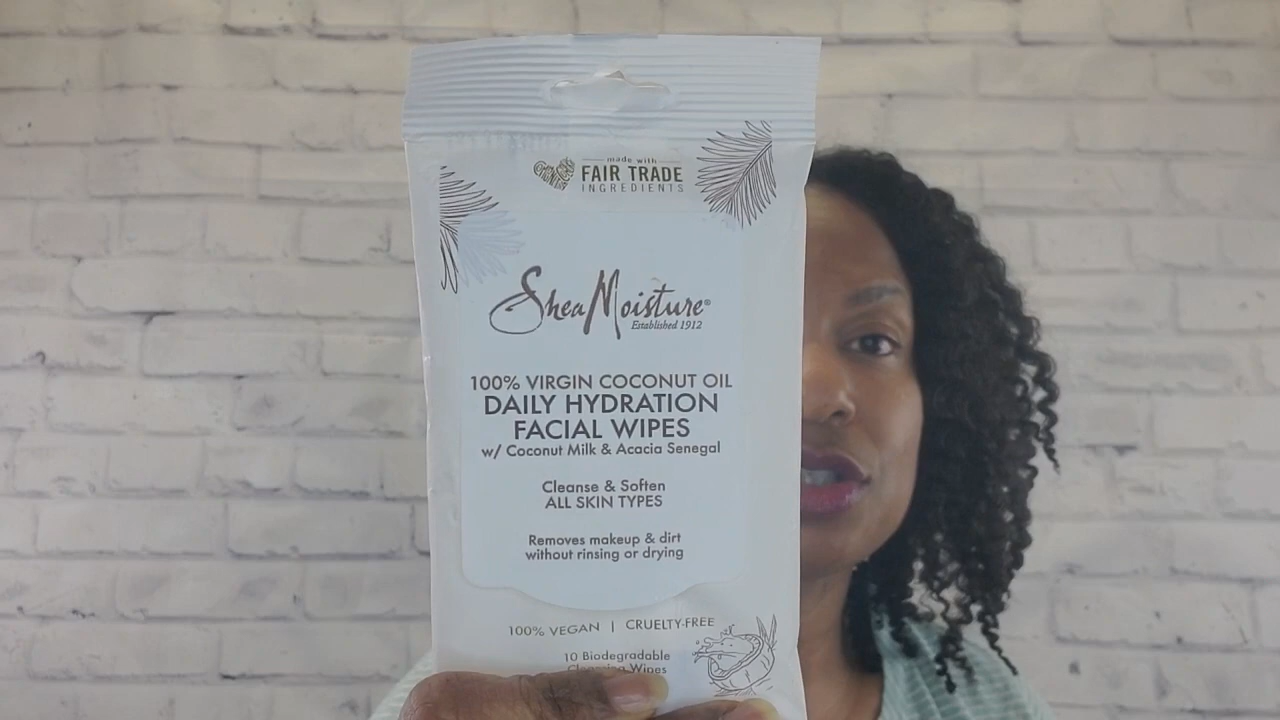 made with
FAIR TRADE
INGREDIENTS
SheaMoisture®
Established 1912
100% VIRGIN COCONUT OIL
DAILY HYDRATION
FACIAL WIPES
w/ Coconut Milk & Acacia Senegal
Cleanse & Soften
ALL SKIN TYPES
Removes makeup & dirt
without rinsing or drying
100% VEGAN | CRUELTY-FREE
10 Biodegradable
Cleansing Wipes